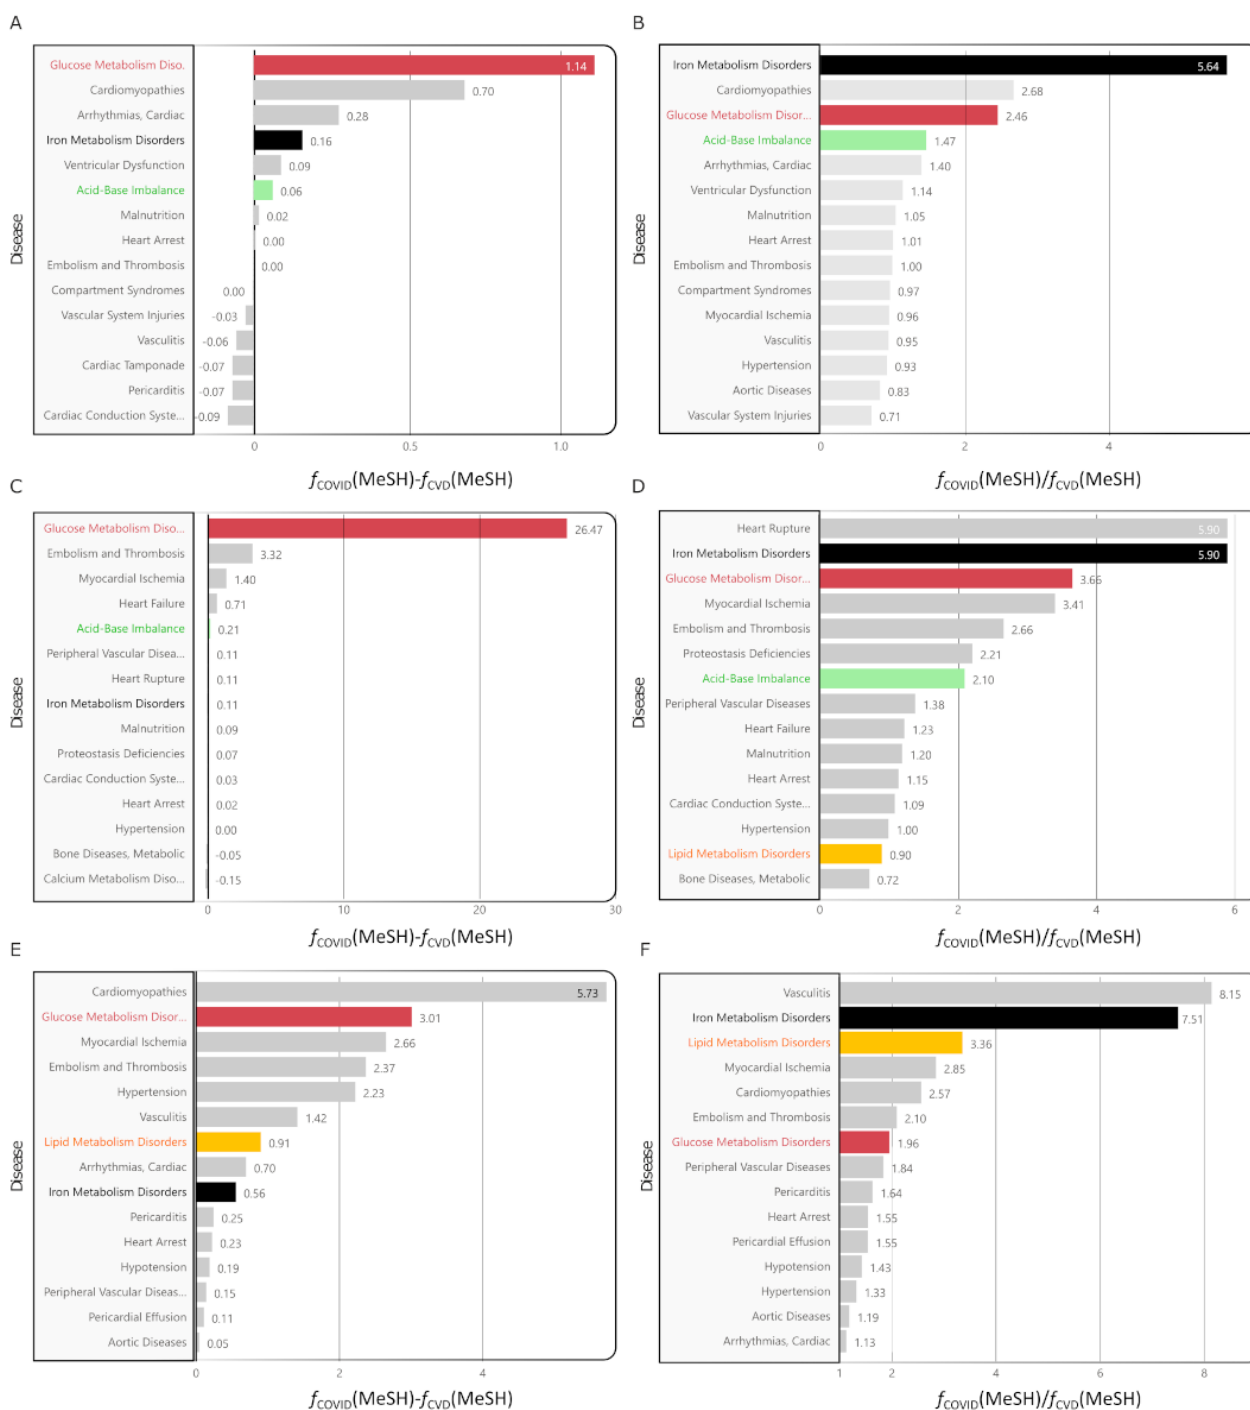 A
Disease
Glucose Metabolism Diso. 1.14
Cardiomyopathies 0.70
Arrhythmias, Cardiac 0.28
Iron Metabolism Disorders 0.16
Ventricular Dysfunction 0.09
Acid-Base Imbalance 0.06
Malnutrition 0.02
Heart Arrest 0.00
Embolism and Thrombosis 0.00
Compartment Syndromes 0.00
Vascular System Injuries -0.03
Vasculitis -0.06
Cardiac Tamponade -0.07
Pericarditis -0.07
Cardiac Conduction Syste... -0.09
0 0.5 1.0
fCOVID(MeSH)-fCVD(MeSH)
B
Disease
Iron Metabolism Disorders 5.64
Cardiomyopathies 2.68
Glucose Metabolism Disor... 2.46
Acid-Base Imbalance 1.47
Arrhythmias, Cardiac 1.40
Ventricular Dysfunction 1.14
Malnutrition 1.05
Heart Arrest 1.01
Embolism and Thrombosis 1.00
Compartment Syndromes 0.97
Myocardial Ischemia 0.96
Vasculitis 0.95
Hypertension 0.93
Aortic Diseases 0.83
Vascular System Injuries 0.71
0 2 4
fCOVID(MeSH)/fCVD(MeSH)
C
Disease
Glucose Metabolism Diso... 26.47
Embolism and Thrombosis 3.32
Myocardial Ischemia 1.40
Heart Failure 0.71
Acid-Base Imbalance 0.21
Peripheral Vascular Disea... 0.11
Heart Rupture 0.11
Iron Metabolism Disorders 0.11
Malnutrition 0.09
Proteostasis Deficiencies 0.07
Cardiac Conduction Syste... 0.03
Heart Arrest 0.02
Hypertension 0.00
Bone Diseases, Metabolic -0.05
Calcium Metabolism Diso... -0.15
0 10 20 30
fCOVID(MeSH)-fCVD(MeSH)
D
Disease
Heart Rupture 5.90
Iron Metabolism Disorders 5.90
Glucose Metabolism Disor... 3.66
Myocardial Ischemia 3.41
Embolism and Thrombosis 2.66
Proteostasis Deficiencies 2.21
Acid-Base Imbalance 2.10
Peripheral Vascular Diseases 1.38
Heart Failure 1.23
Malnutrition 1.20
Heart Arrest 1.15
Cardiac Conduction Syste... 1.09
Hypertension 1.00
Lipid Metabolism Disorders 0.90
Bone Diseases, Metabolic 0.72
0 2 4 6
fCOVID(MeSH)/fCVD(MeSH)
E
Disease
Cardiomyopathies 5.73
Glucose Metabolism Disor... 3.01
Myocardial Ischemia 2.66
Embolism and Thrombosis 2.37
Hypertension 2.23
Vasculitis 1.42
Lipid Metabolism Disorders 0.91
Arrhythmias, Cardiac 0.70
Iron Metabolism Disorders 0.56
Pericarditis 0.25
Heart Arrest 0.23
Hypotension 0.19
Peripheral Vascular Diseas... 0.15
Pericardial Effusion 0.11
Aortic Diseases 0.05
0 2 4
fCOVID(MeSH)-fCVD(MeSH)
F
Disease
Vasculitis 8.15
Iron Metabolism Disorders 7.51
Lipid Metabolism Disorders 3.36
Myocardial Ischemia 2.85
Cardiomyopathies 2.57
Embolism and Thrombosis 2.10
Glucose Metabolism Disorders 1.96
Peripheral Vascular Diseases 1.84
Pericarditis 1.64
Heart Arrest 1.55
Pericardial Effusion 1.55
Hypotension 1.43
Hypertension 1.33
Aortic Diseases 1.19
Arrhythmias, Cardiac 1.13
1 2 4 6 8
fCOVID(MeSH)/fCVD(MeSH)